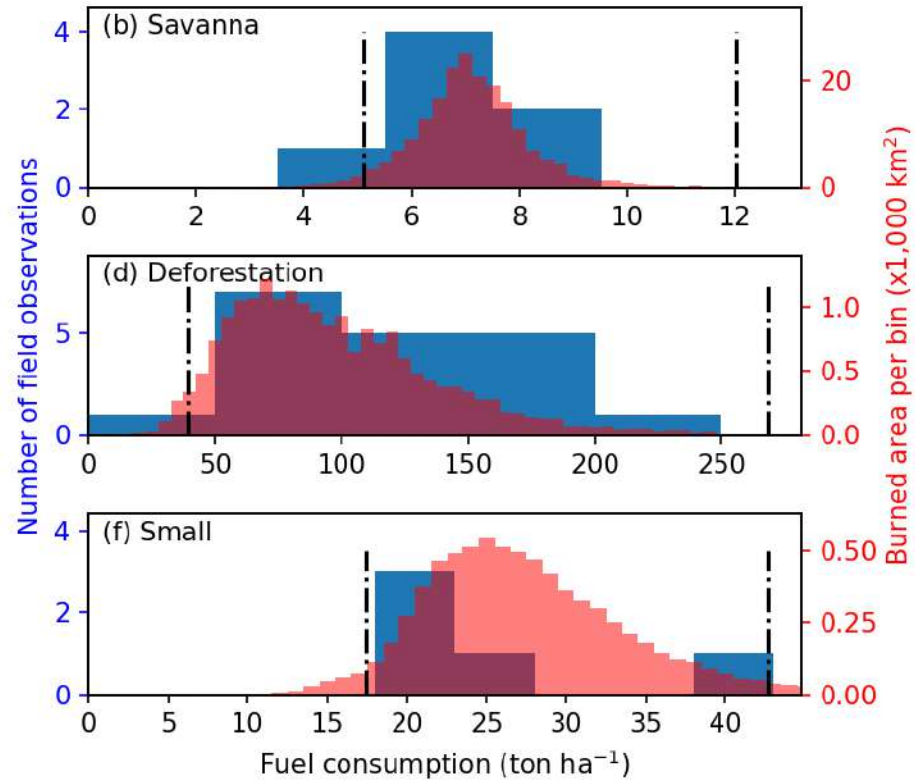 (b) Savanna
4
2
0
20
0
0 2 4 6 8 10 12
(d) Deforestation
5
0
1.0
0.5
0.0
0 50 100 150 200 250
(f) Small
4
2
0
0.50
0.25
0.00
0 5 10 15 20 25 30 35 40
Fuel consumption (ton ha⁻¹)
Number of field observations
Burned area per bin (x1,000 km²)